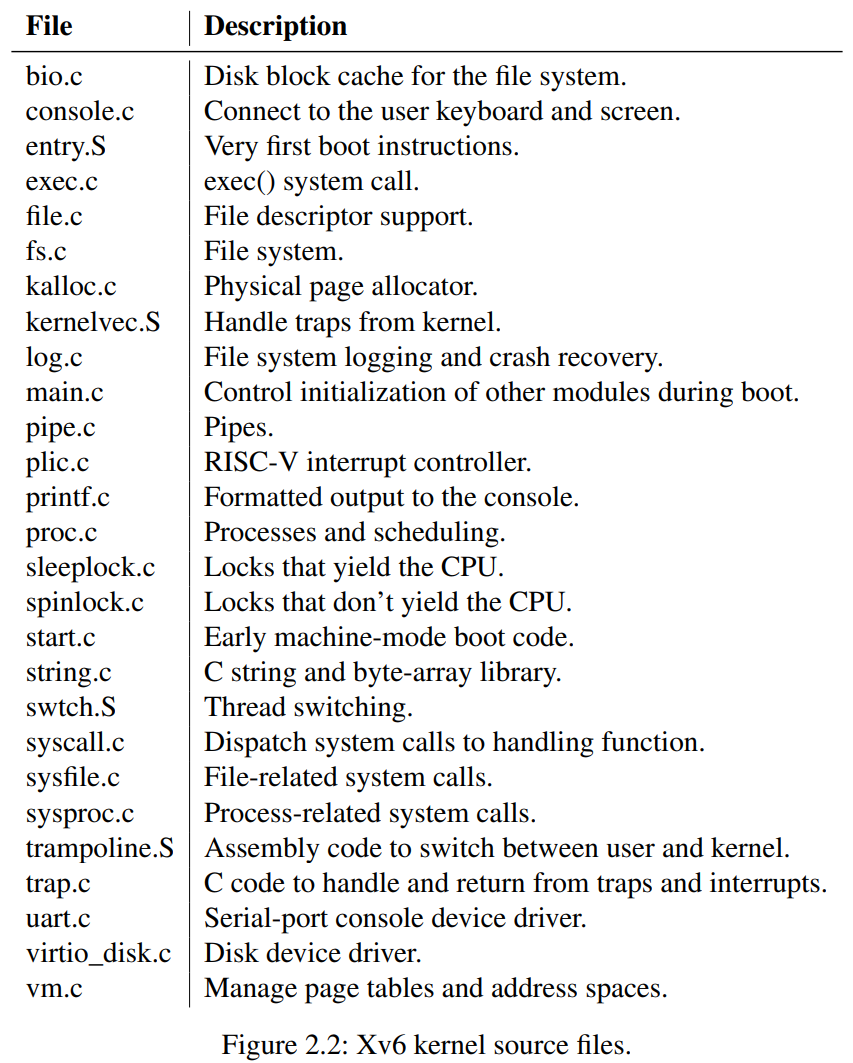 File Description
bio.c Disk block cache for the file system.
console.c Connect to the user keyboard and screen.
entry.S Very first boot instructions.
exec.c exec() system call.
file.c File descriptor support.
fs.c File system.
kalloc.c Physical page allocator.
kernelvec.S Handle traps from kernel.
log.c File system logging and crash recovery.
main.c Control initialization of other modules during boot.
pipe.c Pipes.
plic.c RISC-V interrupt controller.
printf.c Formatted output to the console.
proc.c Processes and scheduling.
sleeplock.c Locks that yield the CPU.
spinlock.c Locks that don’t yield the CPU.
start.c Early machine-mode boot code.
string.c C string and byte-array library.
swtch.S Thread switching.
syscall.c Dispatch system calls to handling function.
sysfile.c File-related system calls.
sysproc.c Process-related system calls.
trampoline.S Assembly code to switch between user and kernel.
trap.c C code to handle and return from traps and interrupts.
uart.c Serial-port console device driver.
virtio_disk.c Disk device driver.
vm.c Manage page tables and address spaces.
Figure 2.2: Xv6 kernel source files.